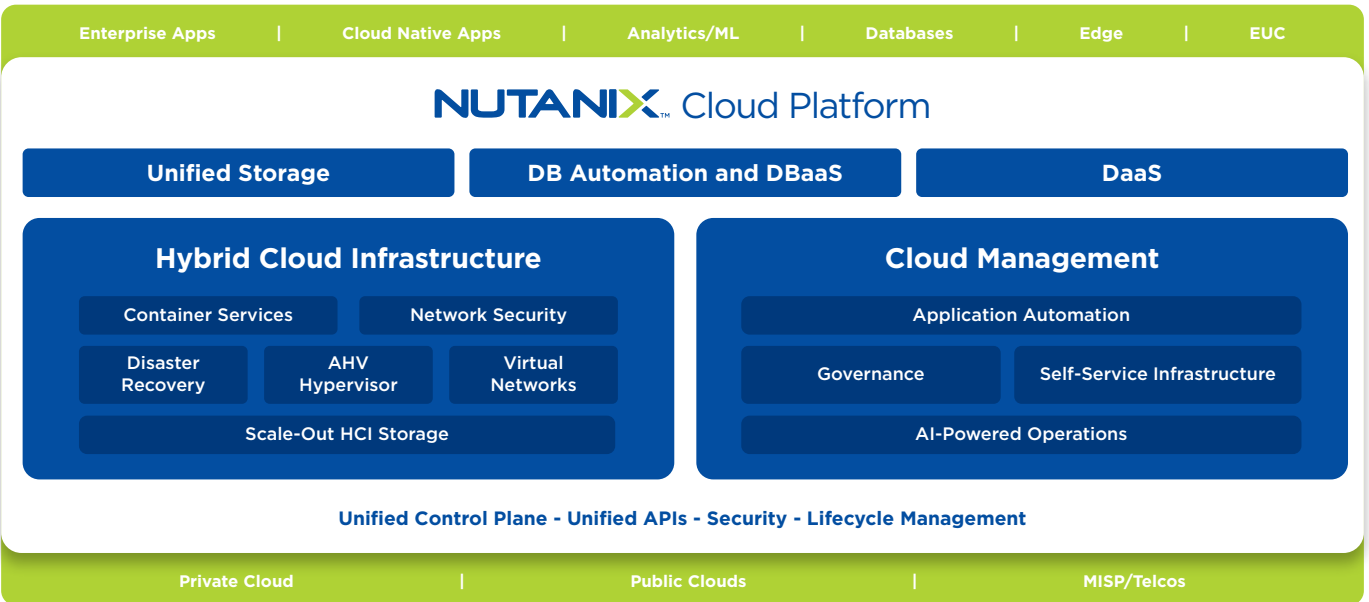 Enterprise Apps | Cloud Native Apps | Analytics/ML | Databases | Edge | EUC
NUTANIX™ Cloud Platform
Unified Storage
DB Automation and DBaaS
DaaS
Hybrid Cloud Infrastructure
Container Services
Network Security
Disaster
Recovery
AHV
Hypervisor
Virtual
Networks
Scale-Out HCI Storage
Cloud Management
Application Automation
Governance
Self-Service Infrastructure
AI-Powered Operations
Unified Control Plane - Unified APIs - Security - Lifecycle Management
Private Cloud | Public Clouds | MISP/Telcos